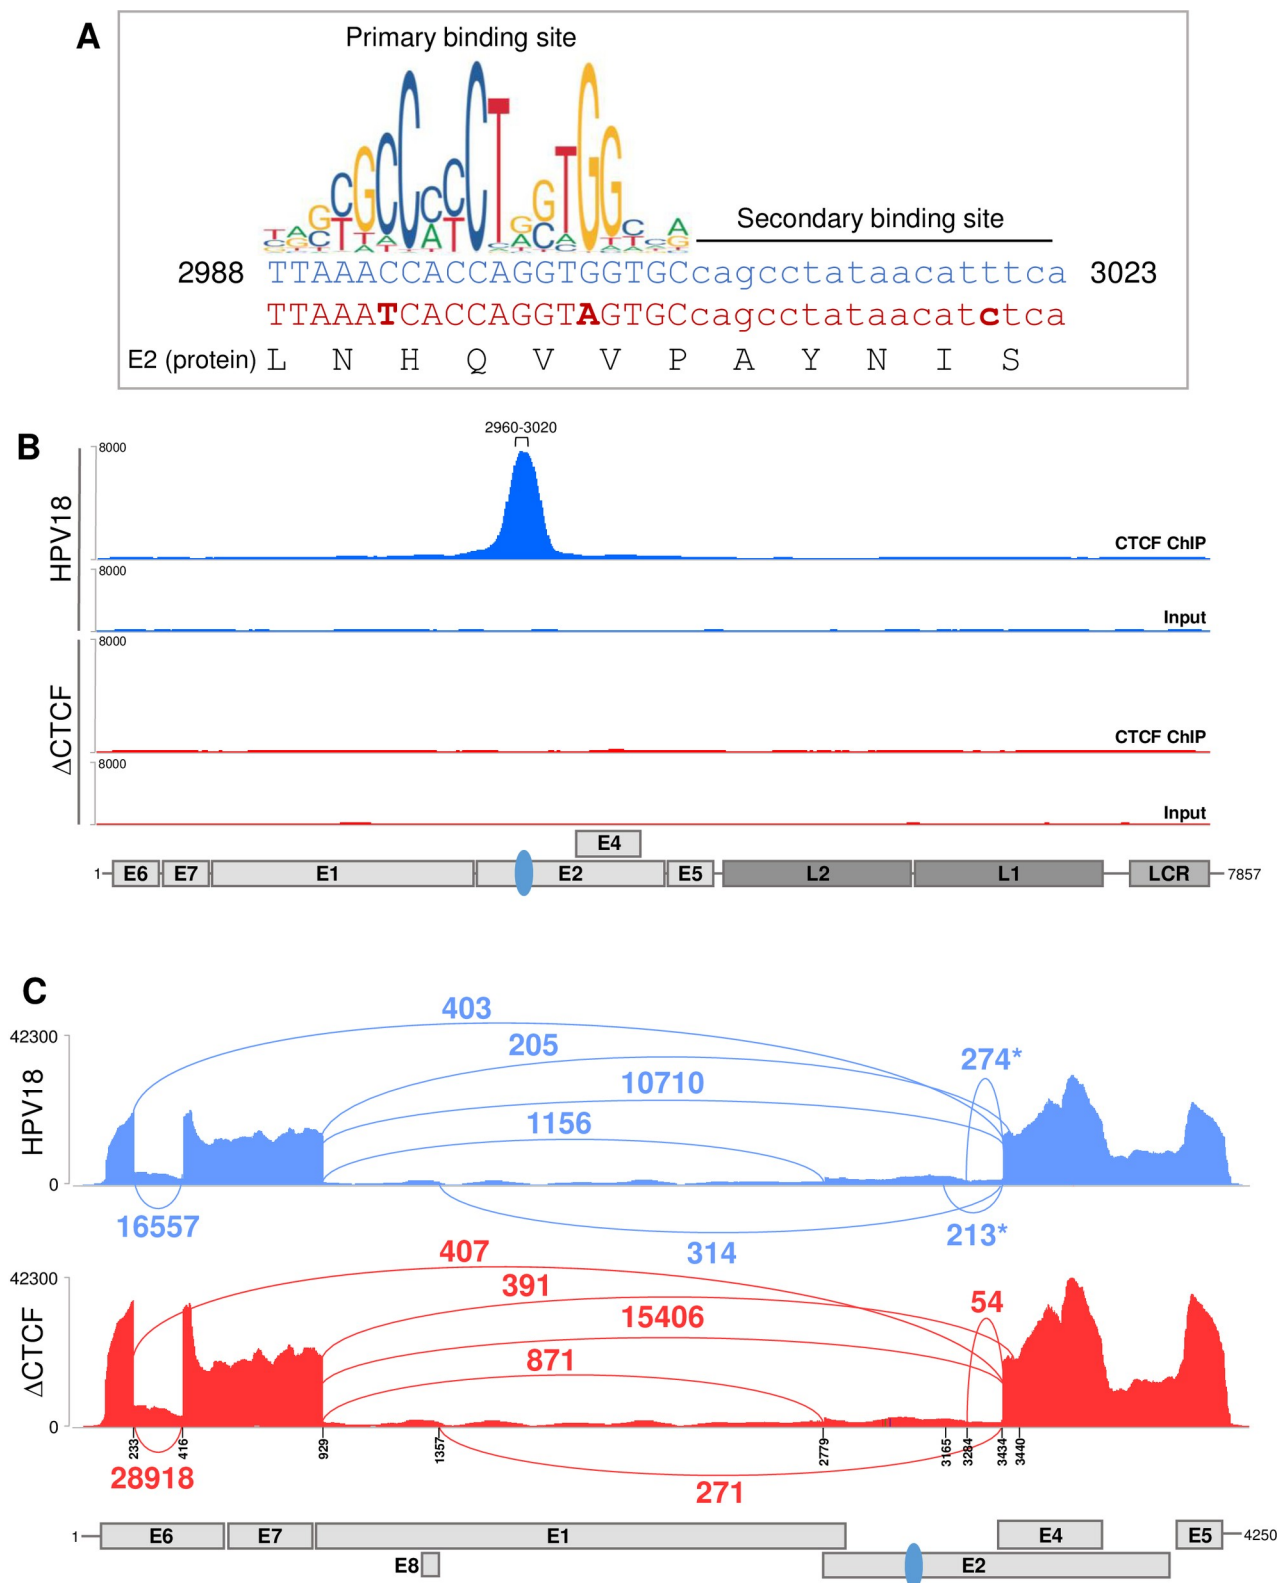 A
Primary binding site
Secondary binding site
2988 TTAAACCACCAGGTGGTGCcagcctataacatttca 3023
TTAAATCACCAGGTAGTGCcagcctataacatctca
E2 (protein) L N H Q V V P A Y N I S
B
2960-3020
HPV18
8000
CTCF ChIP
8000
Input
ΔCTCF
8000
CTCF ChIP
8000
Input
E4
1 E6 E7 E1 E2 E5 L2 L1 LCR 7857
C
HPV18
42300
0
403
205
10710
1156
274*
16557
314
213*
ΔCTCF
42300
0
407
391
15406
871
54
233 416 929 1357 2779 3165 3284 3434 3440
28918
271
1 E6 E7 E1 E4 E5 4250
E8 E2